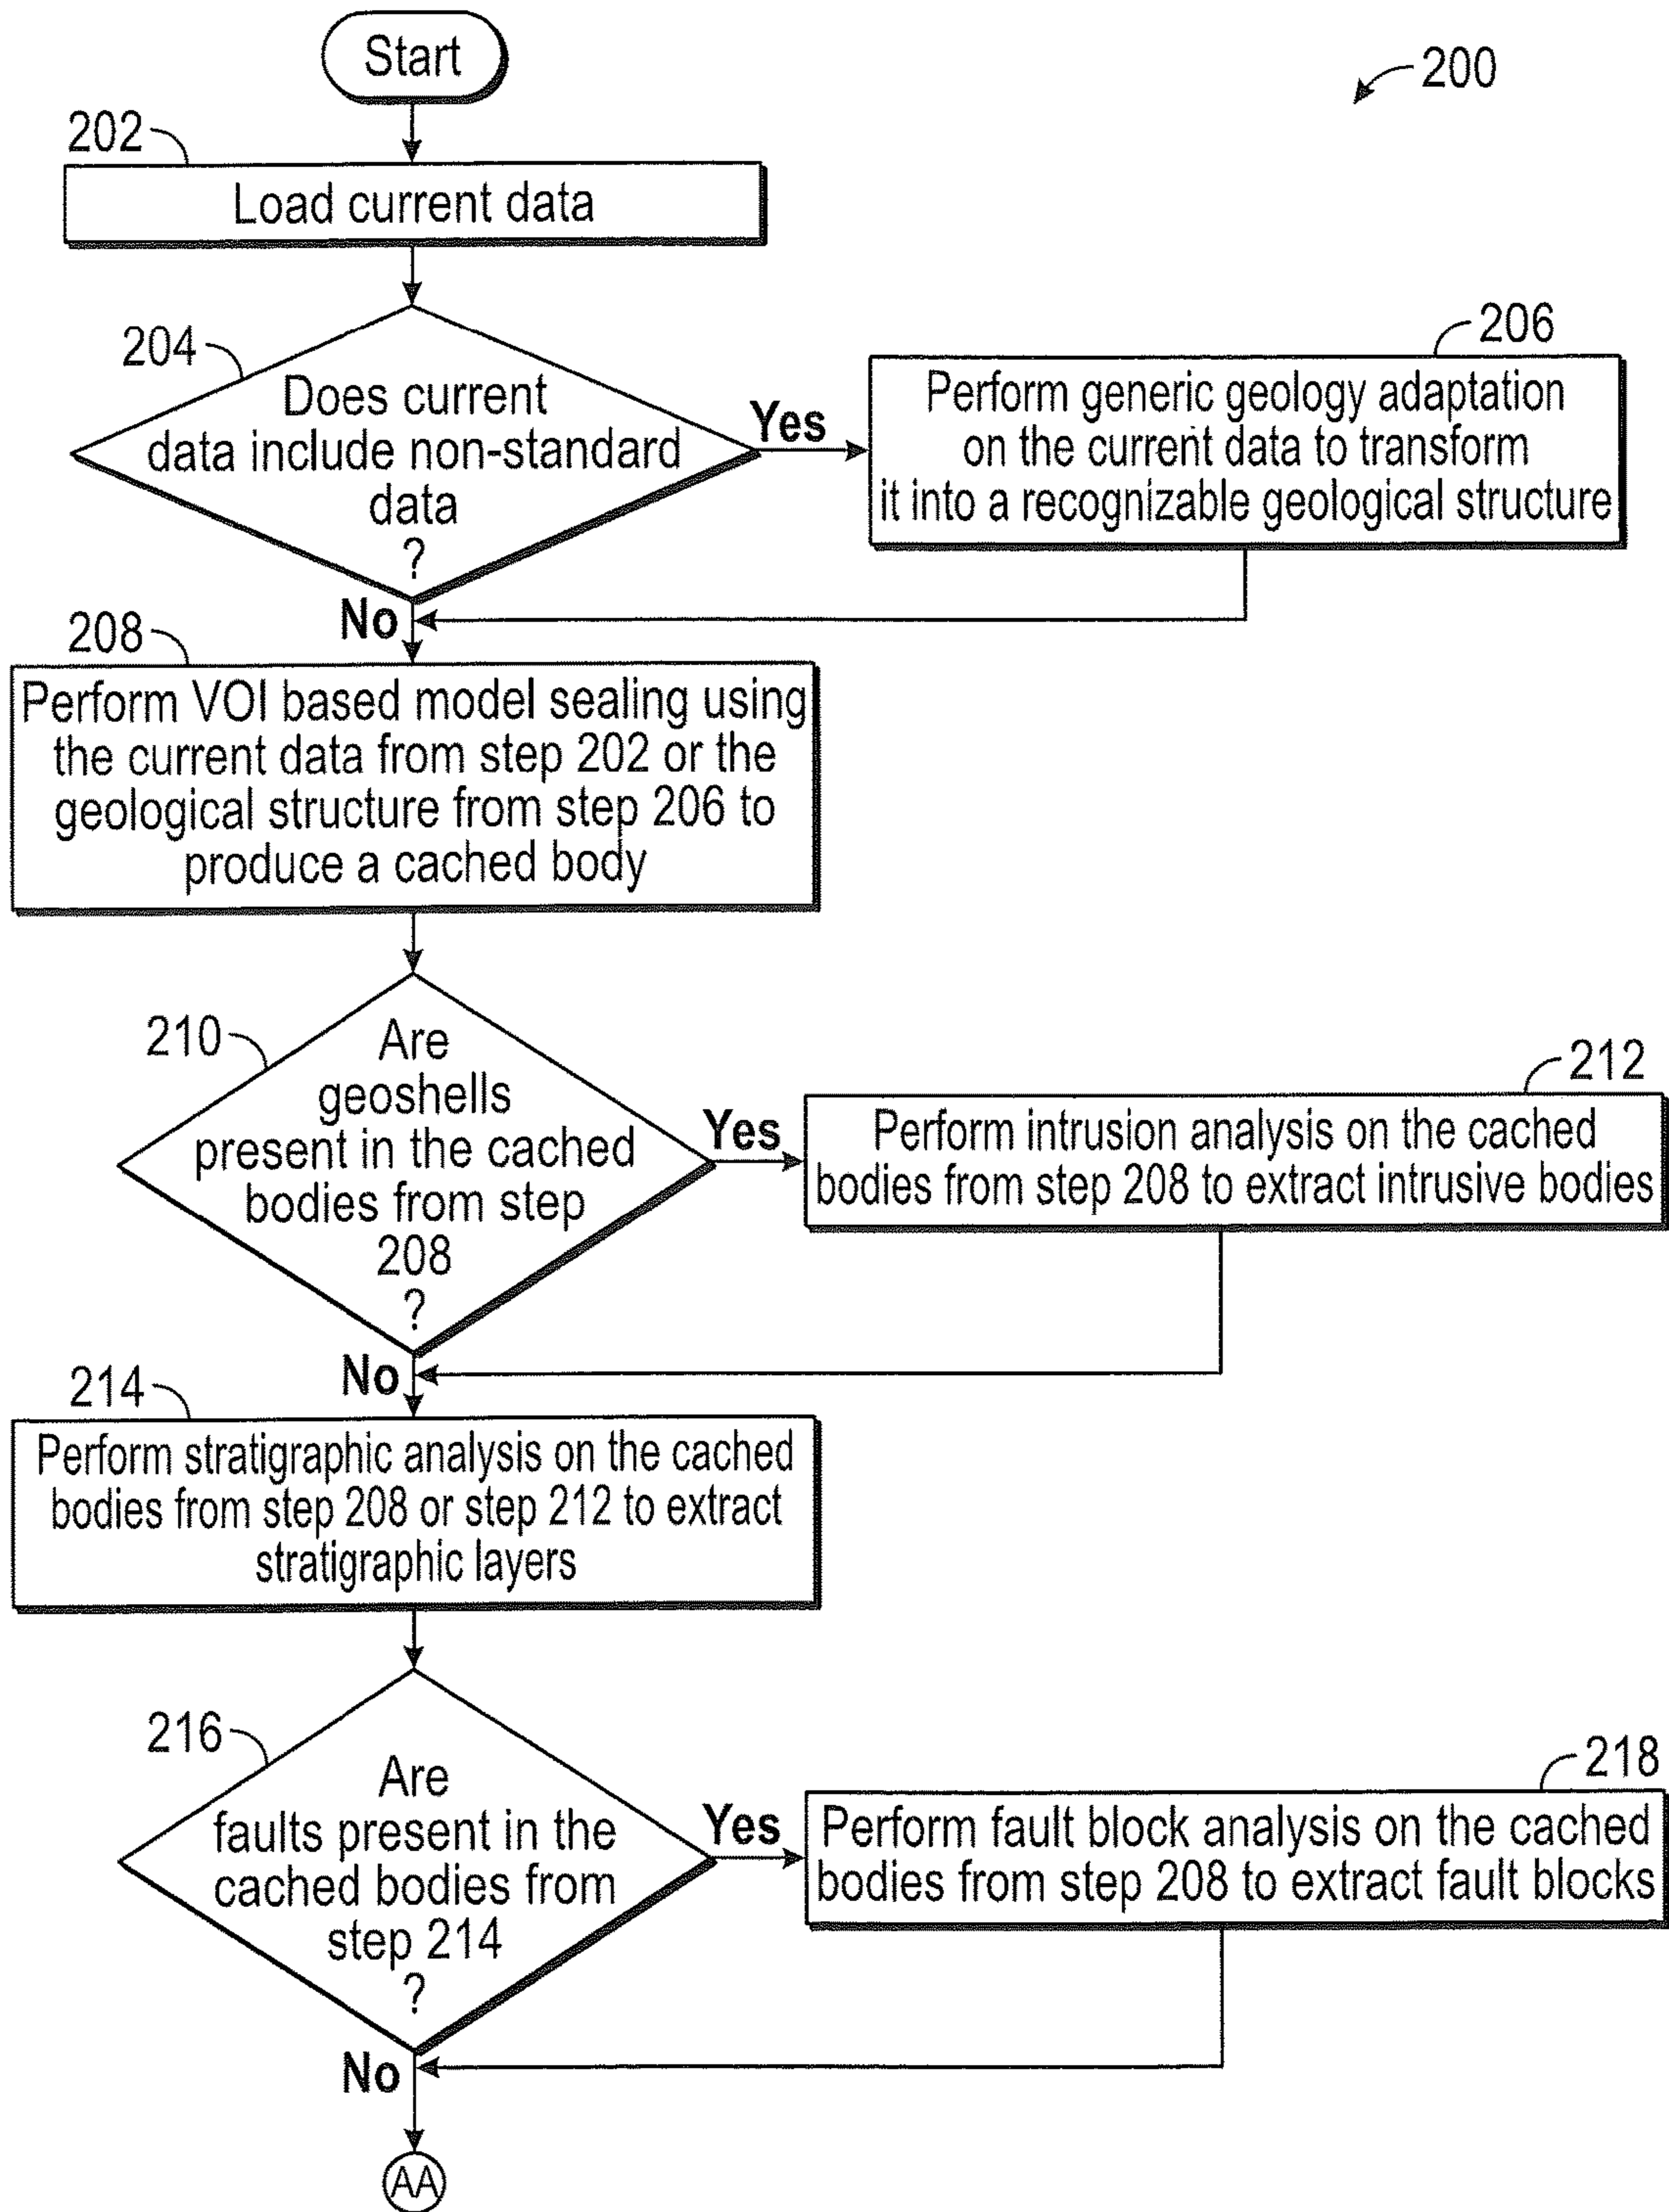 Start
200
202
Load current data
204
Does current
data include non-standard
data
?
Yes
206
Perform generic geology adaptation
on the current data to transform
it into a recognizable geological structure
No
208
Perform VOI based model sealing using
the current data from step 202 or the
geological structure from step 206 to
produce a cached body
210
Are
geoshells
present in the cached
bodies from step
208
?
Yes
212
Perform intrusion analysis on the cached
bodies from step 208 to extract intrusive bodies
No
214
Perform stratigraphic analysis on the cached
bodies from step 208 or step 212 to extract
stratigraphic layers
216
Are
faults present in the
cached bodies from
step 214
?
Yes
218
Perform fault block analysis on the cached
bodies from step 208 to extract fault blocks
No
AA